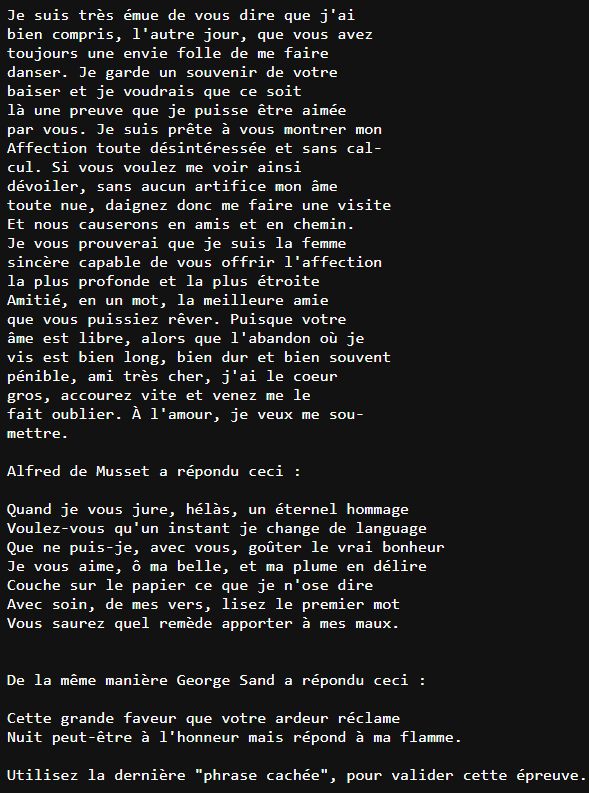 Je suis très émue de vous dire que j'ai
bien compris, l'autre jour, que vous avez
toujours une envie folle de me faire
danser. Je garde un souvenir de votre
baiser et je voudrais que ce soit
là une preuve que je puisse être aimée
par vous. Je suis prête à vous montrer mon
Affection toute désintéressée et sans cal-
cul. Si vous voulez me voir ainsi
dévoiler, sans aucun artifice mon âme
toute nue, daignez donc me faire une visite
Et nous causerons en amis et en chemin.
Je vous prouverai que je suis la femme
sincère capable de vous offrir l'affection
la plus profonde et la plus étroite
Amitié, en un mot, la meilleure amie
que vous puissiez rêver. Puisque votre
âme est libre, alors que l'abandon où je
vis est bien long, bien dur et bien souvent
pénible, ami très cher, j'ai le coeur
gros, accourez vite et venez me le
fait oublier. À l'amour, je veux me sou-
mettre.
Alfred de Musset a répondu ceci :
Quand je vous jure, hélàs, un éternel hommage
Voulez-vous qu'un instant je change de language
Que ne puis-je, avec vous, goûter le vrai bonheur
Je vous aime, ô ma belle, et ma plume en délire
Couche sur le papier ce que je n'ose dire
Avec soin, de mes vers, lisez le premier mot
Vous saurez quel remède apporter à mes maux.
De la même manière George Sand a répondu ceci :
Cette grande faveur que votre ardeur réclame
Nuit peut-être à l'honneur mais répond à ma flamme.
Utilisez la dernière "phrase cachée", pour valider cette épreuve.